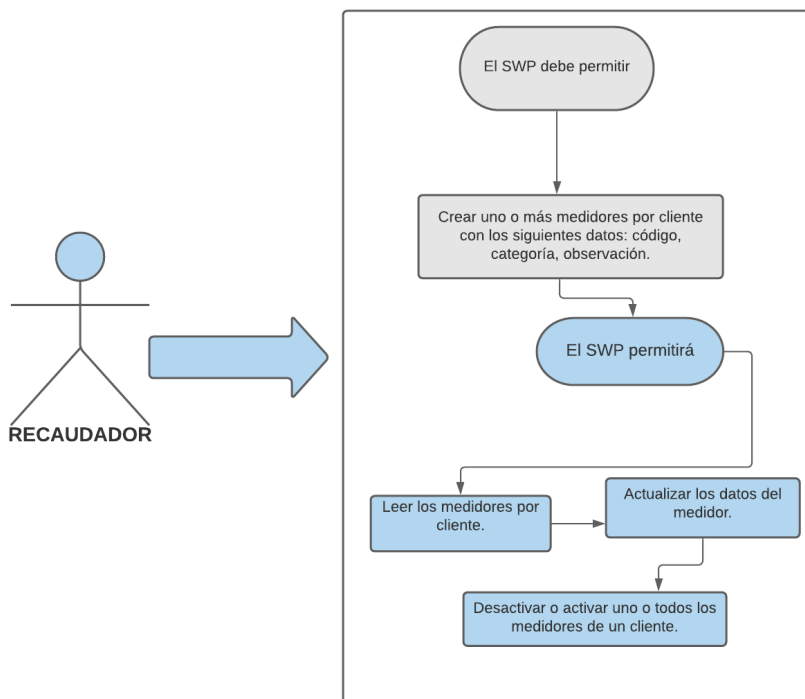 El SWP debe permitir
Crear uno o más medidores por cliente
con los siguientes datos: código,
categoría, observación.
El SWP permitirá
RECAUDADOR
Leer los medidores por
cliente.
Actualizar los datos del
medidor.
Desactivar o activar uno o todos los
medidores de un cliente.